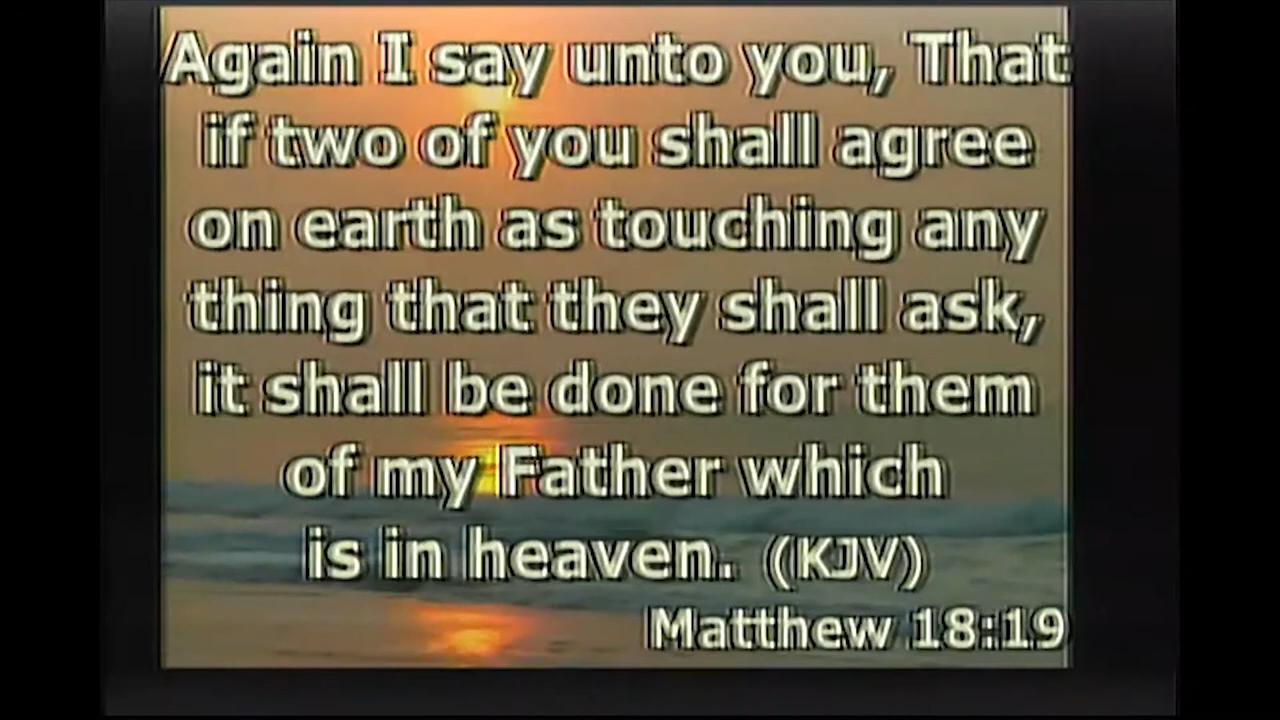 Again I say unto you, That
if two of you shall agree
on earth as touching any
thing that they shall ask,
it shall be done for them
of my Father which
is in heaven. (KJV)
Matthew 18:19